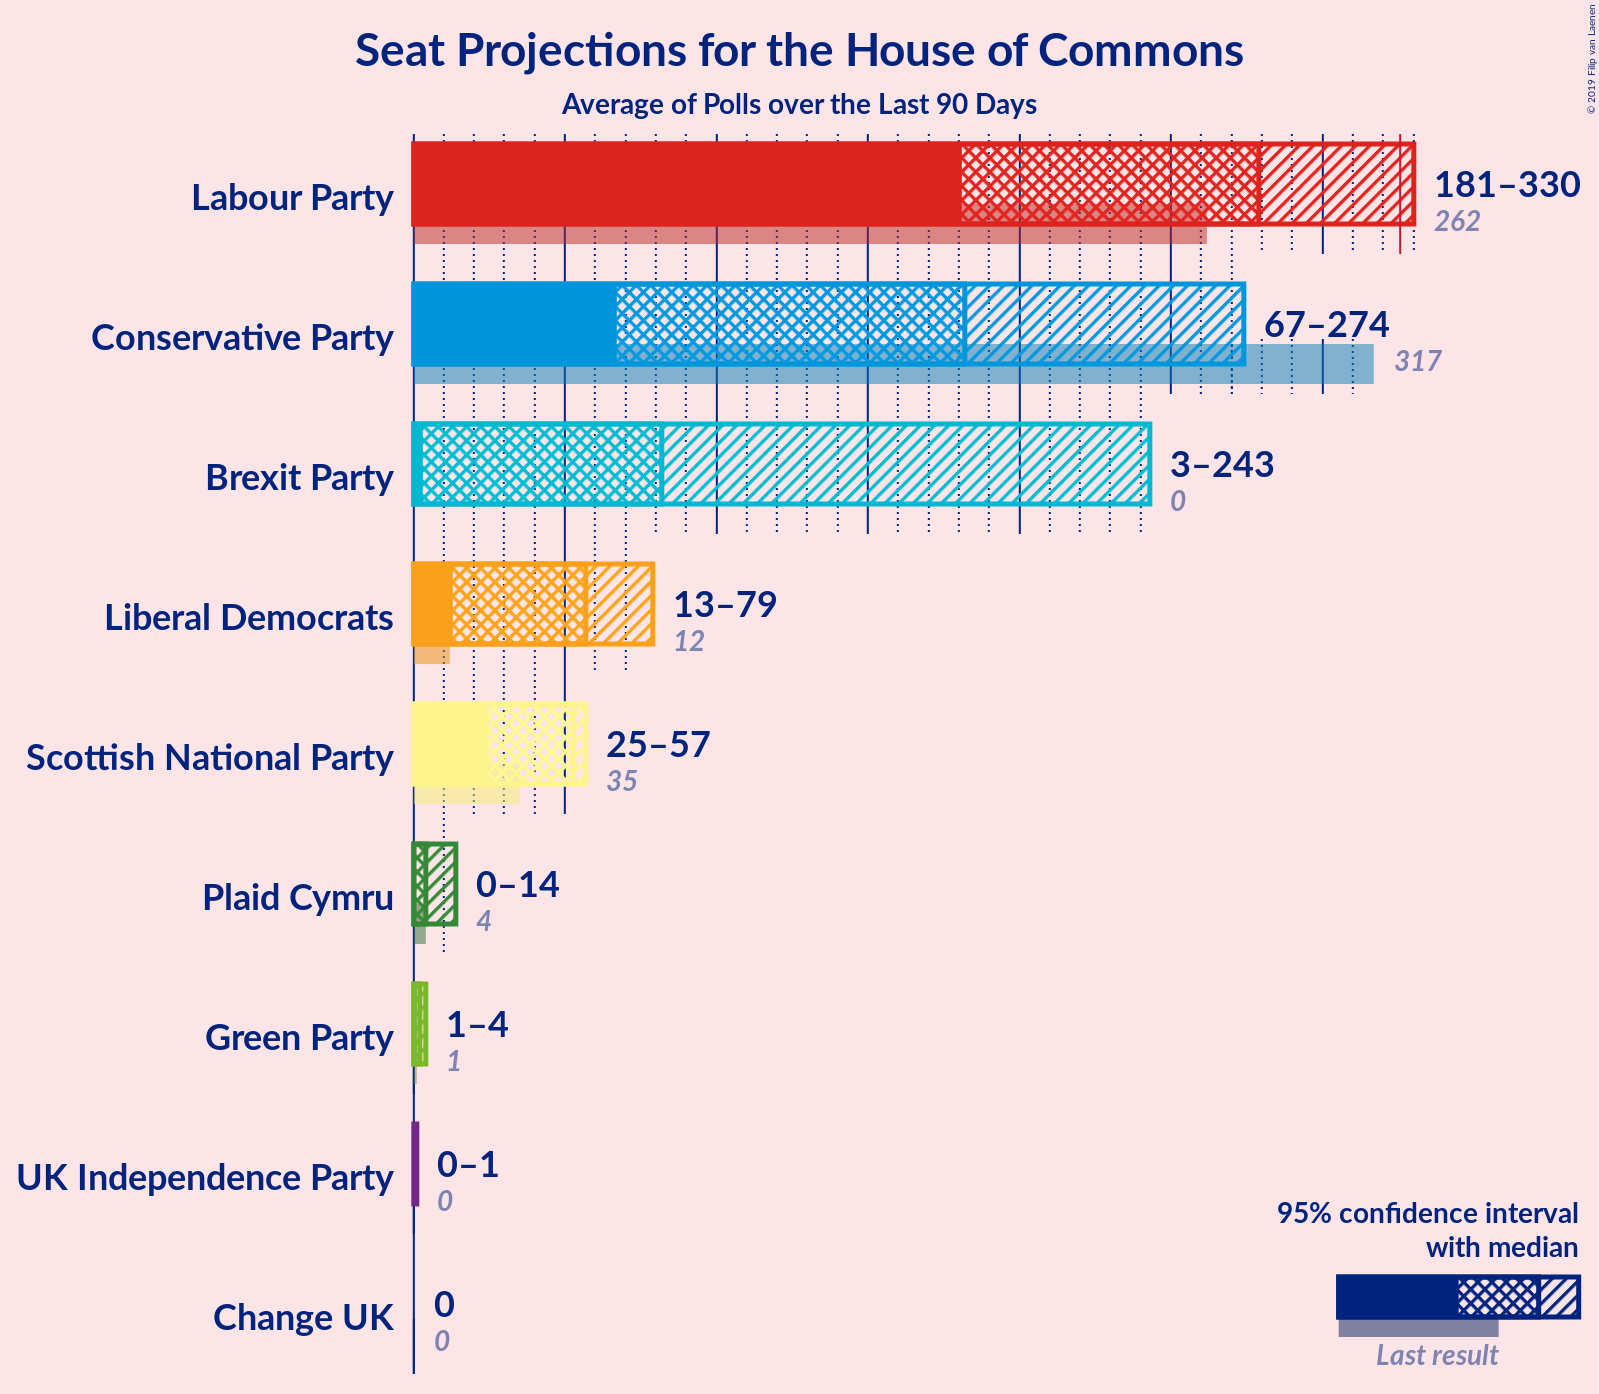 Seat Projections for the House of Commons
Average of Polls over the Last 90 Days
© 2019 Filip van Laenen
Labour Party
181–330
262
Conservative Party
67–274
317
Brexit Party
3–243
0
Liberal Democrats
13–79
12
Scottish National Party
25–57
35
Plaid Cymru
0–14
4
Green Party
1–4
1
UK Independence Party
0–1
0
Change UK
0
0
95% confidence interval
with median
Last result